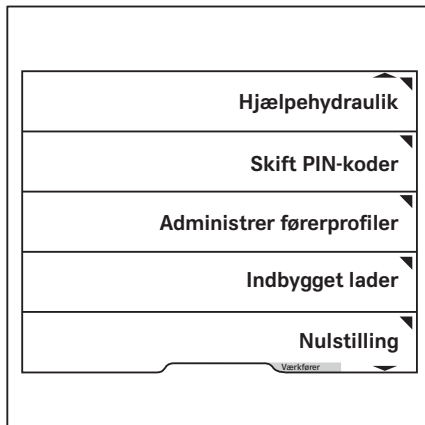 Hjælpehydraulik
Skift PIN-koder
Administrer førerprofiler
Indbygget lader
Nulstilling
Værkfører